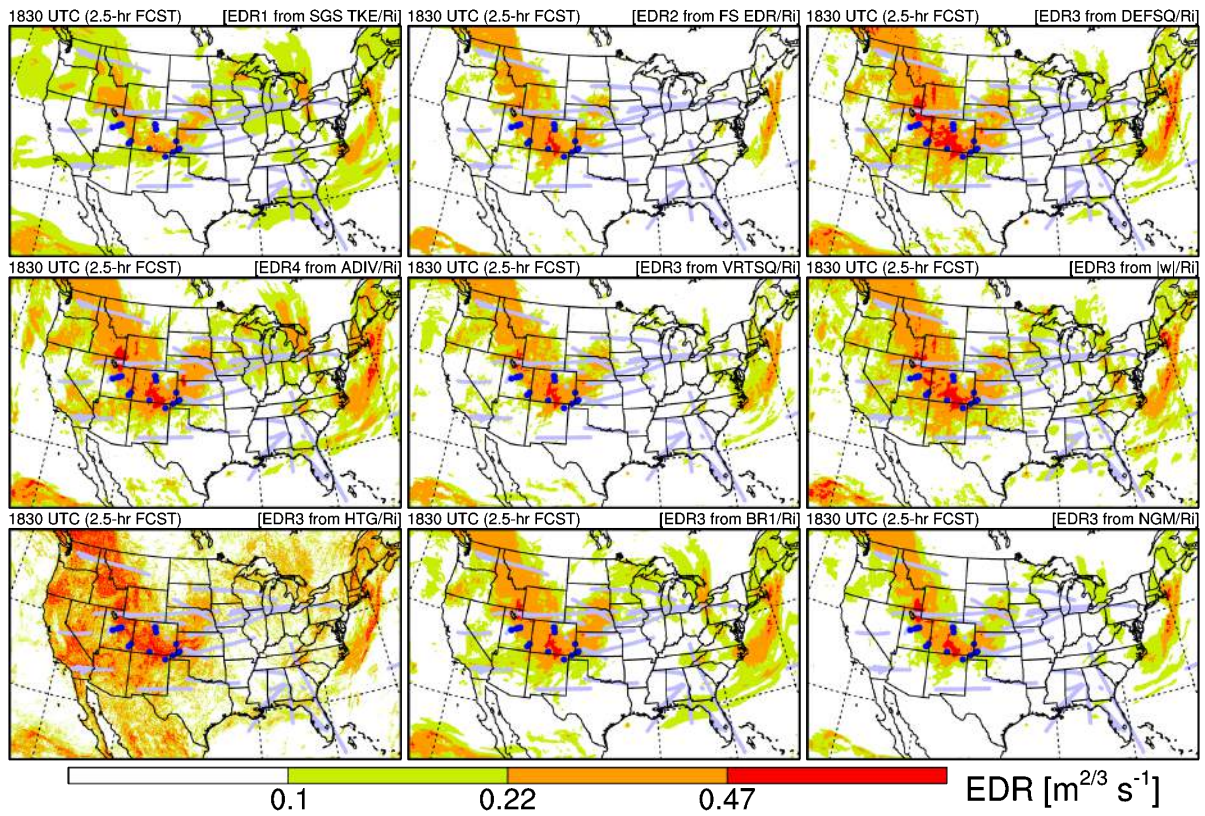 1830 UTC (2.5-hr FCST) [EDR1 from SGS TKE/Ri]
1830 UTC (2.5-hr FCST) [EDR2 from FS EDR/Ri]
1830 UTC (2.5-hr FCST) [EDR3 from DEFSQ/Ri]
1830 UTC (2.5-hr FCST) [EDR4 from ADIV/Ri]
1830 UTC (2.5-hr FCST) [EDR3 from VRTSQ/Ri]
1830 UTC (2.5-hr FCST) [EDR3 from |w|/Ri]
1830 UTC (2.5-hr FCST) [EDR3 from HTG/Ri]
1830 UTC (2.5-hr FCST) [EDR3 from BR1/Ri]
1830 UTC (2.5-hr FCST) [EDR3 from NGM/Ri]
0.1 0.22 0.47 EDR [m^2/3 s^-1]